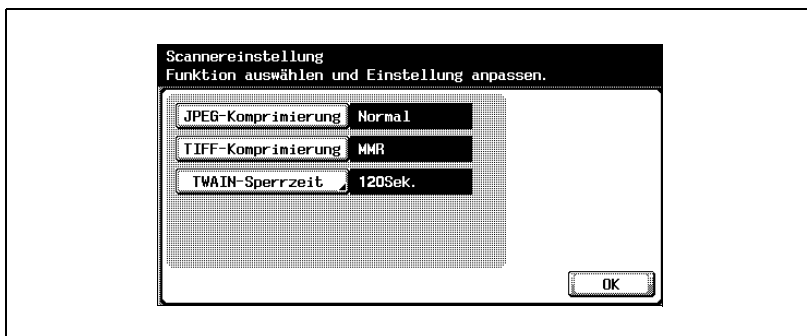 Scannereinstellung
Funktion auswählen und Einstellung anpassen.
JPEG-Komprimierung Normal
TIFF-Komprimierung MMR
TWAIN-Sperrzeit 120Sek.
OK